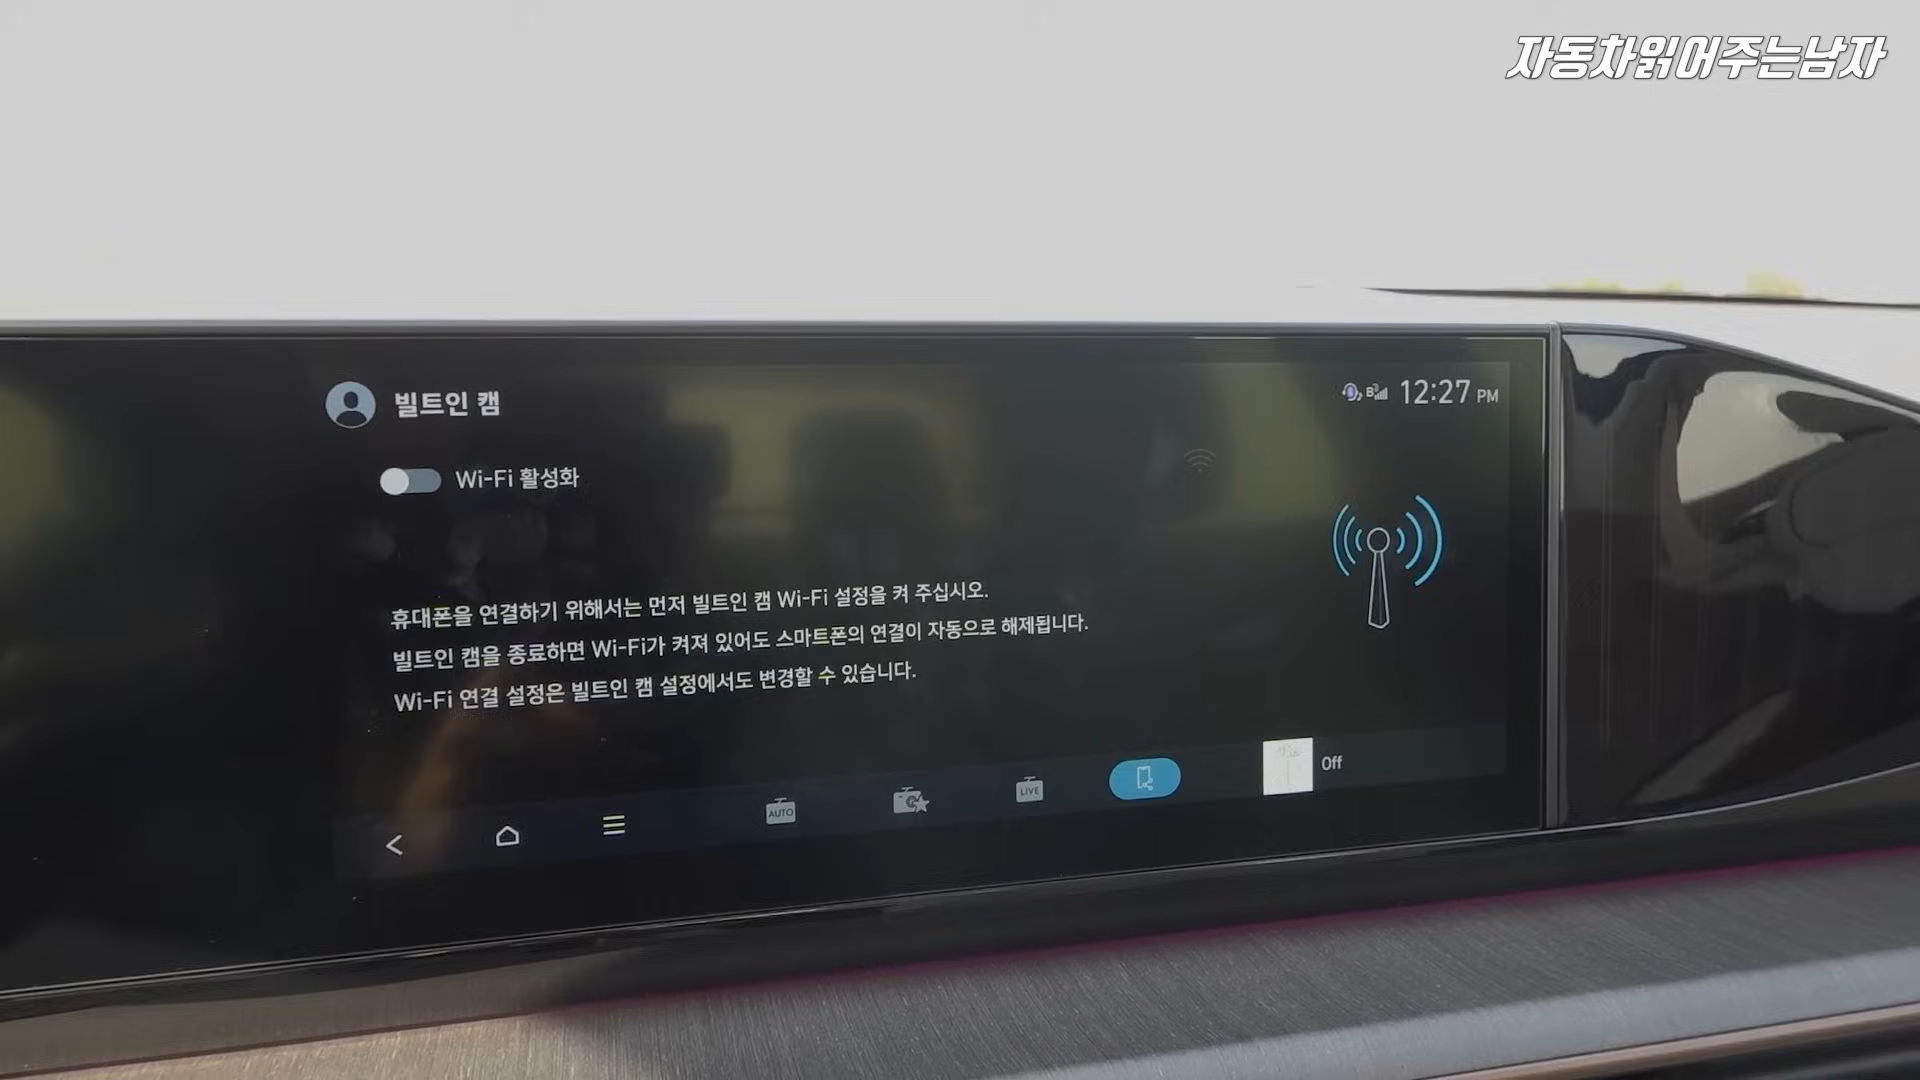 자동차읽어주는남자
빌트인 캠
12:27 PM
Wi-Fi 활성화
휴대폰을 연결하기 위해서는 먼저 빌트인 캠 Wi-Fi 설정을 켜 주십시오.
빌트인 캠을 종료하면 Wi-Fi가 켜져 있어도 스마트폰의 연결이 자동으로 해제됩니다.
Wi-Fi 연결 설정은 빌트인 캠 설정에서도 변경할 수 있습니다.
AUTO
LIVE
Off